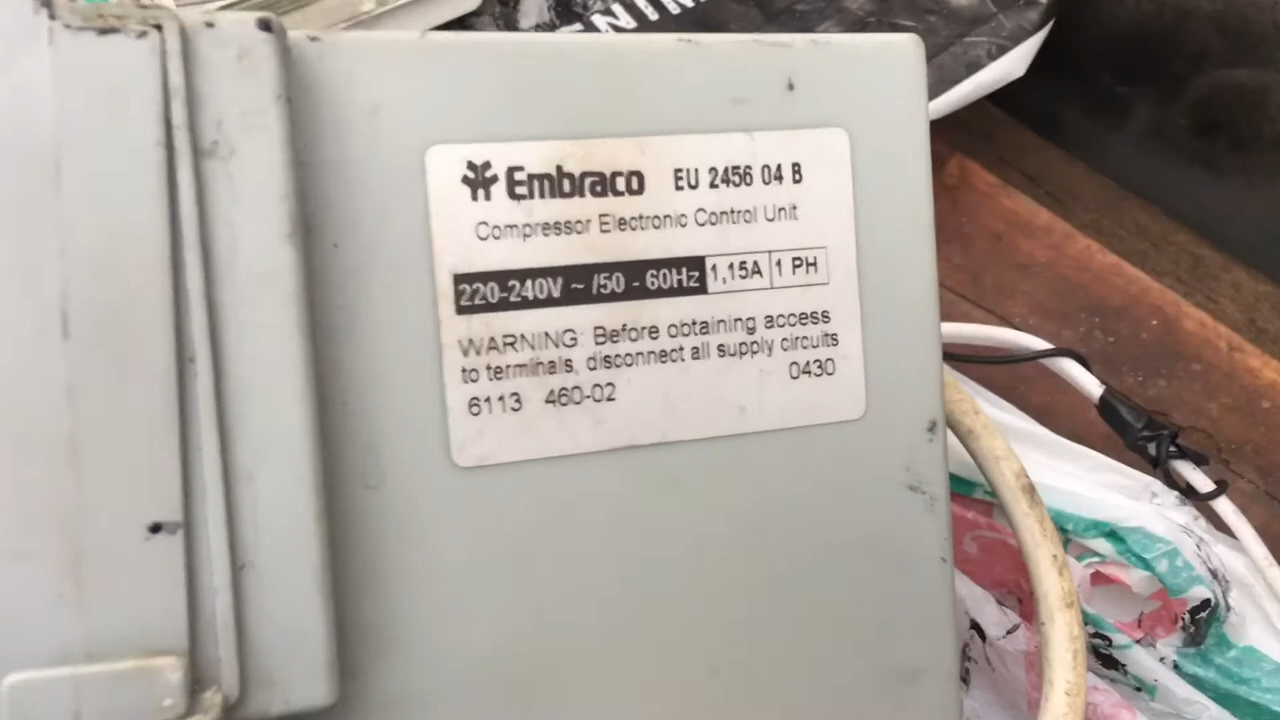 Embraco EU 2456 04 B
Compressor Electronic Control Unit
220-240V ~ /50 - 60Hz 1,15A 1 PH
WARNING: Before obtaining access
to terminals, disconnect all supply circuits
6113 460-02 0430